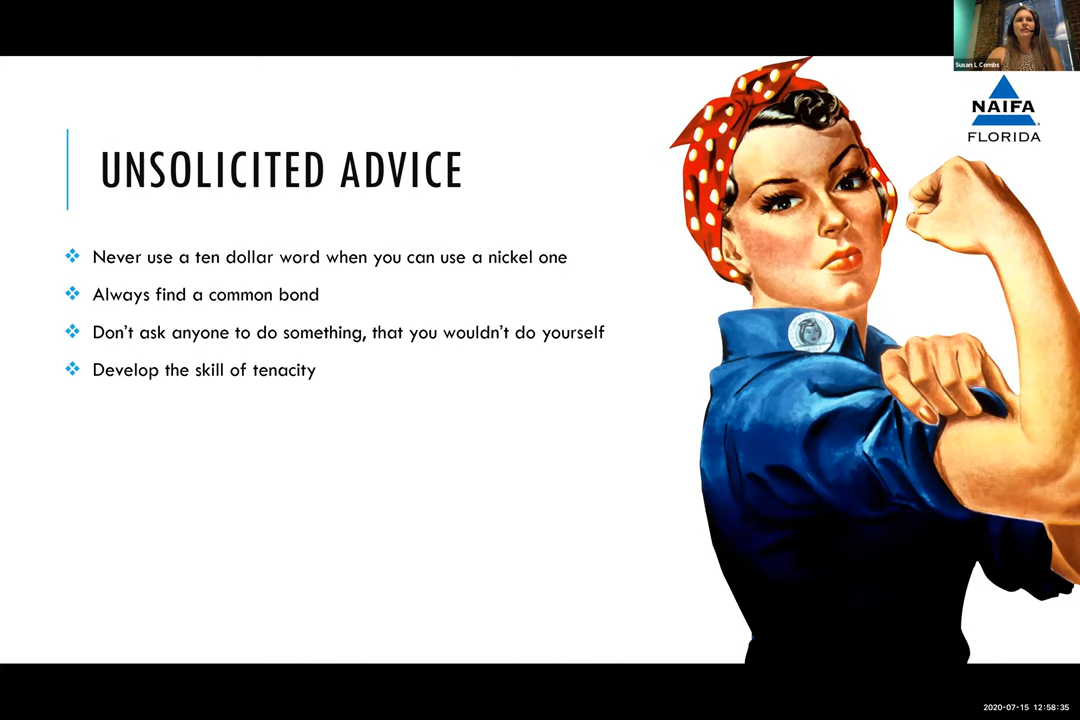 Susan L Combs
NAIFA
FLORIDA
UNSOLICITED ADVICE
Never use a ten dollar word when you can use a nickel one
Always find a common bond
Don't ask anyone to do something, that you wouldn't do yourself
Develop the skill of tenacity
2020-07-15 12:58:35